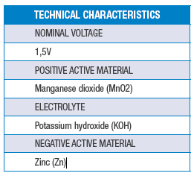 TECHNICAL CHARACTERISTICS
NOMINAL VOLTAGE
1,5V
POSITIVE ACTIVE MATERIAL
Manganese dioxide (MnO2)
ELECTROLYTE
Potassium hydroxide (KOH)
NEGATIVE ACTIVE MATERIAL
Zinc (Zn)